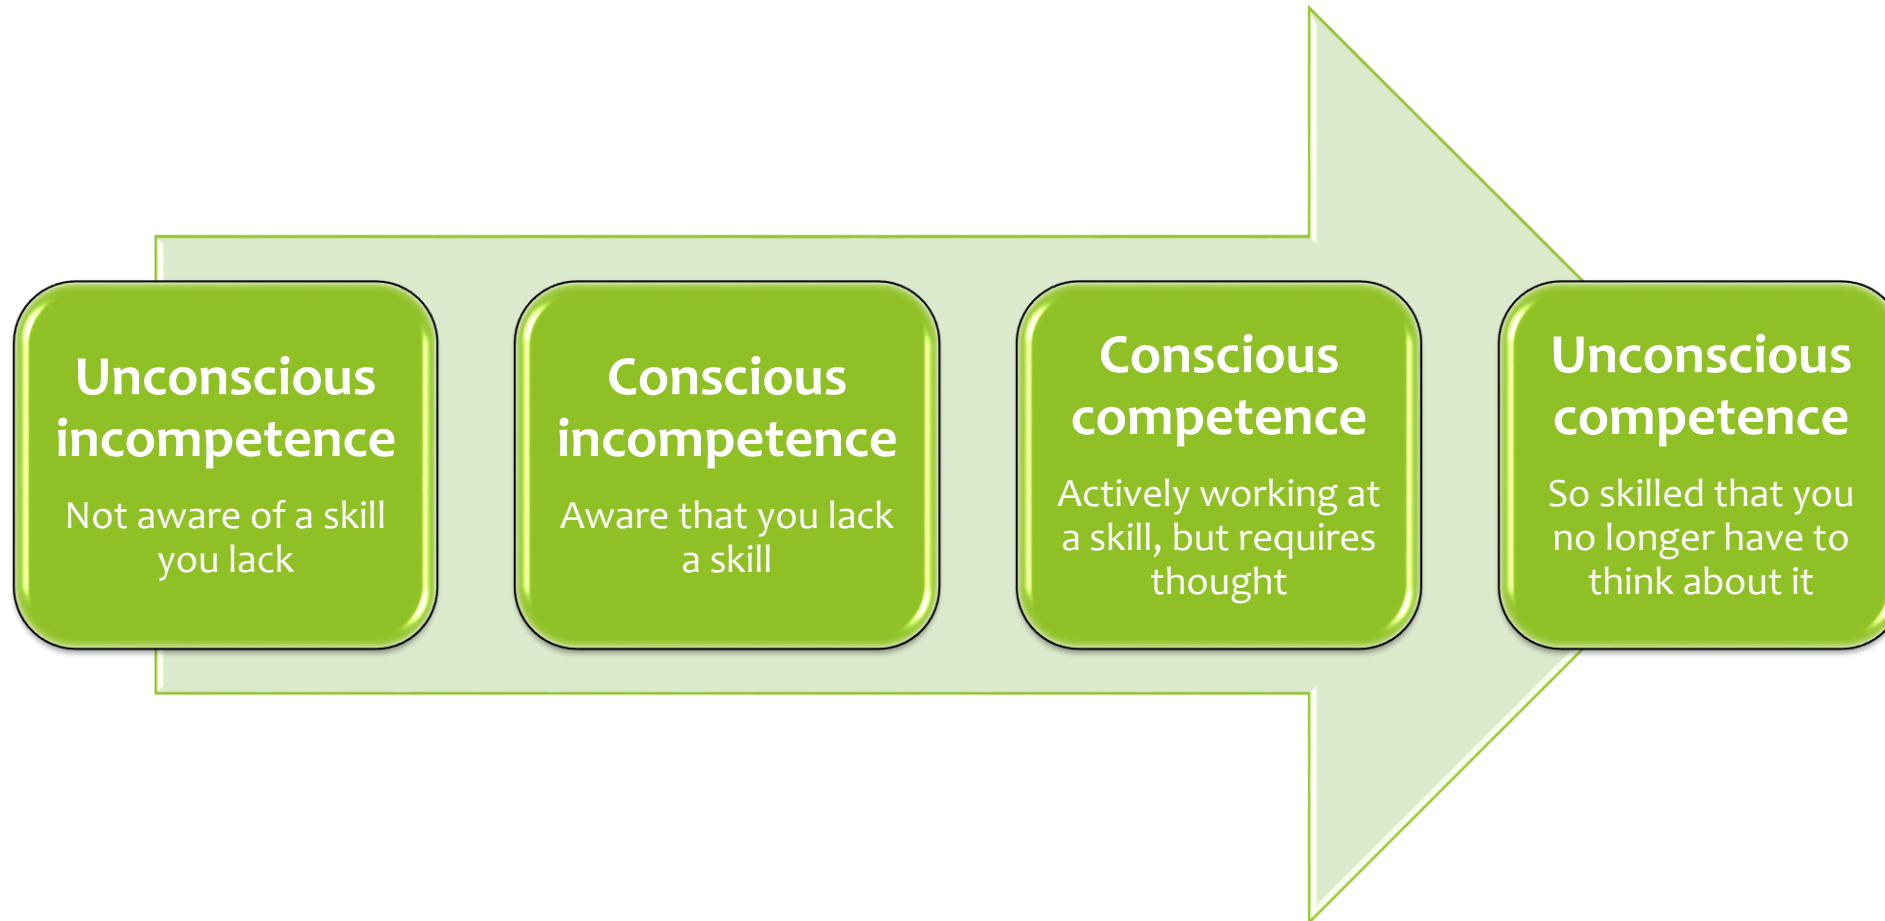 Unconscious
incompetence
Not aware of a skill
you lack
Conscious
incompetence
Aware that you lack
a skill
Conscious
competence
Actively working at
a skill, but requires
thought
Unconscious
competence
So skilled that you
no longer have to
think about it